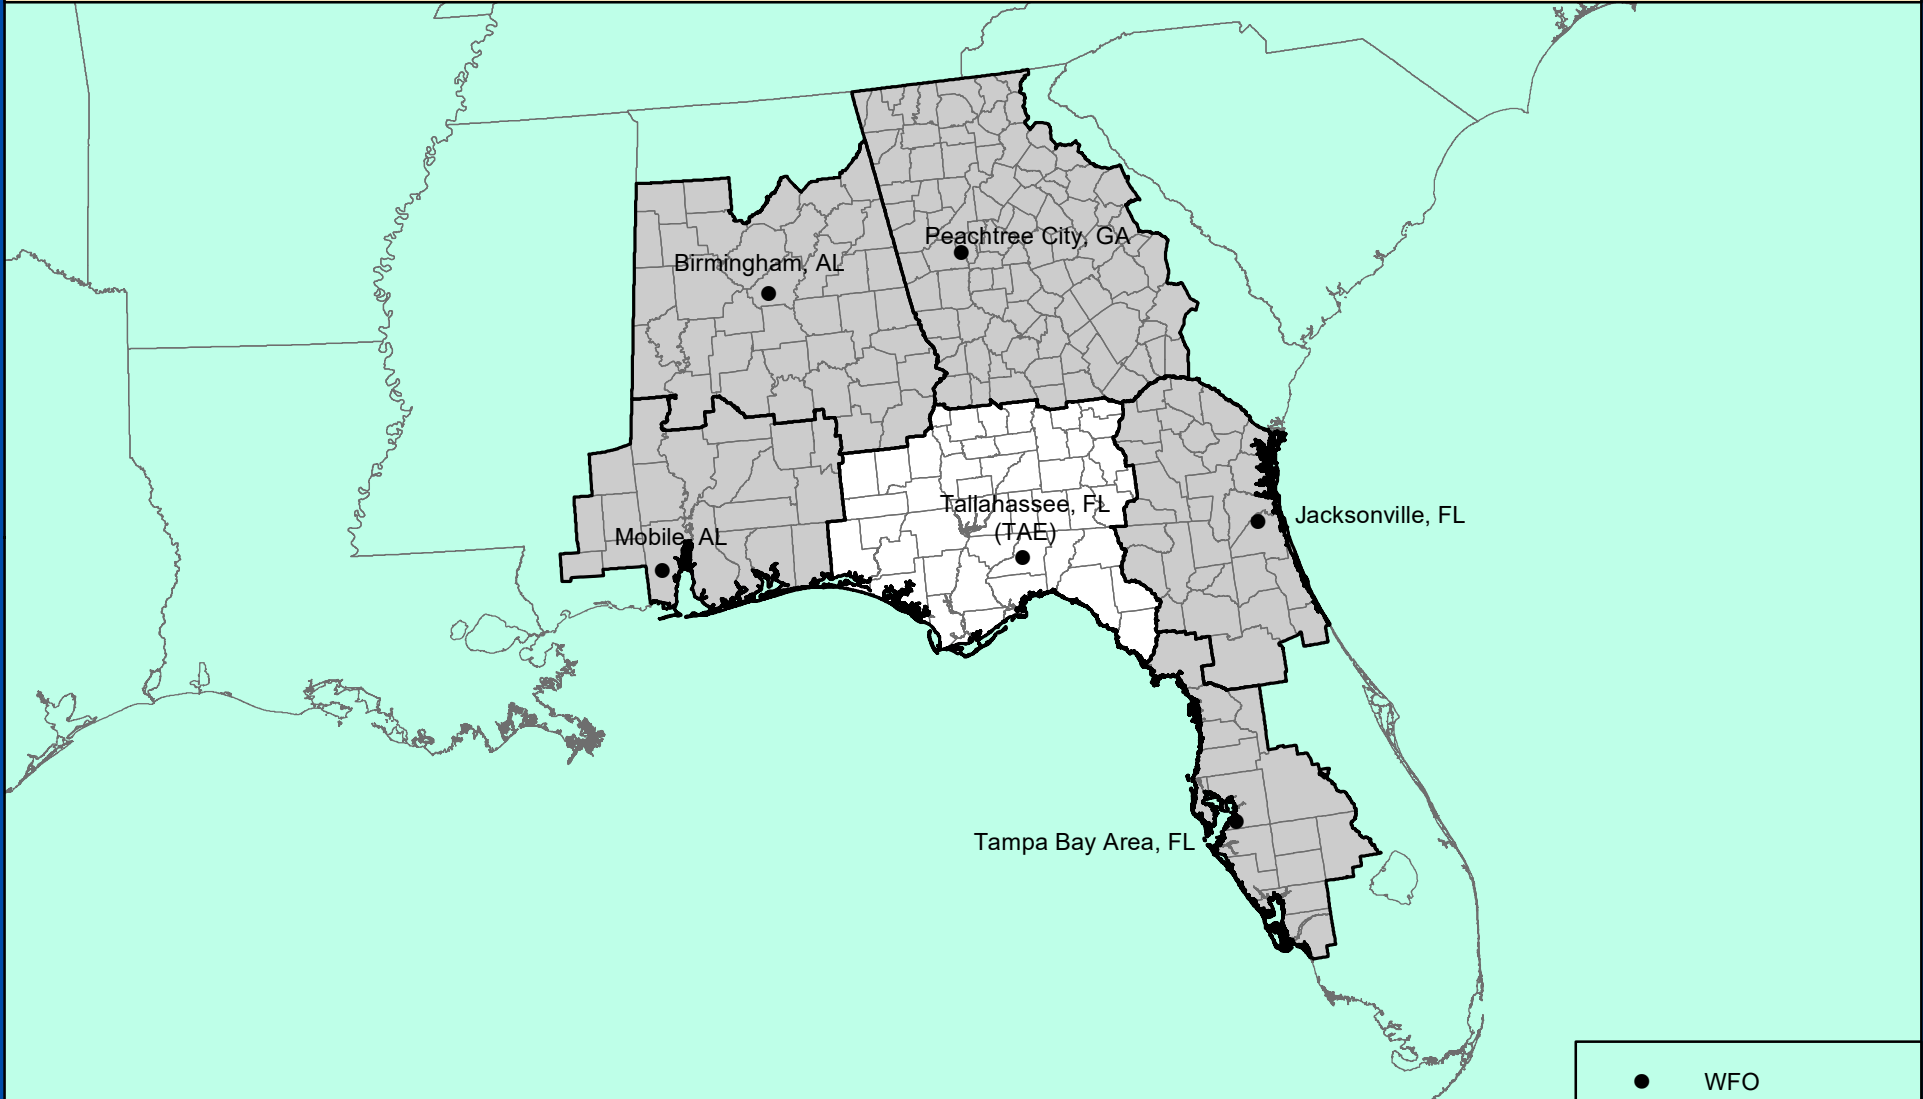 Peachtree City, GA
Birmingham, AL
Tallahassee, FL
(TAE)
Jacksonville, FL
Mobile, AL
Tampa Bay Area, FL
WFO